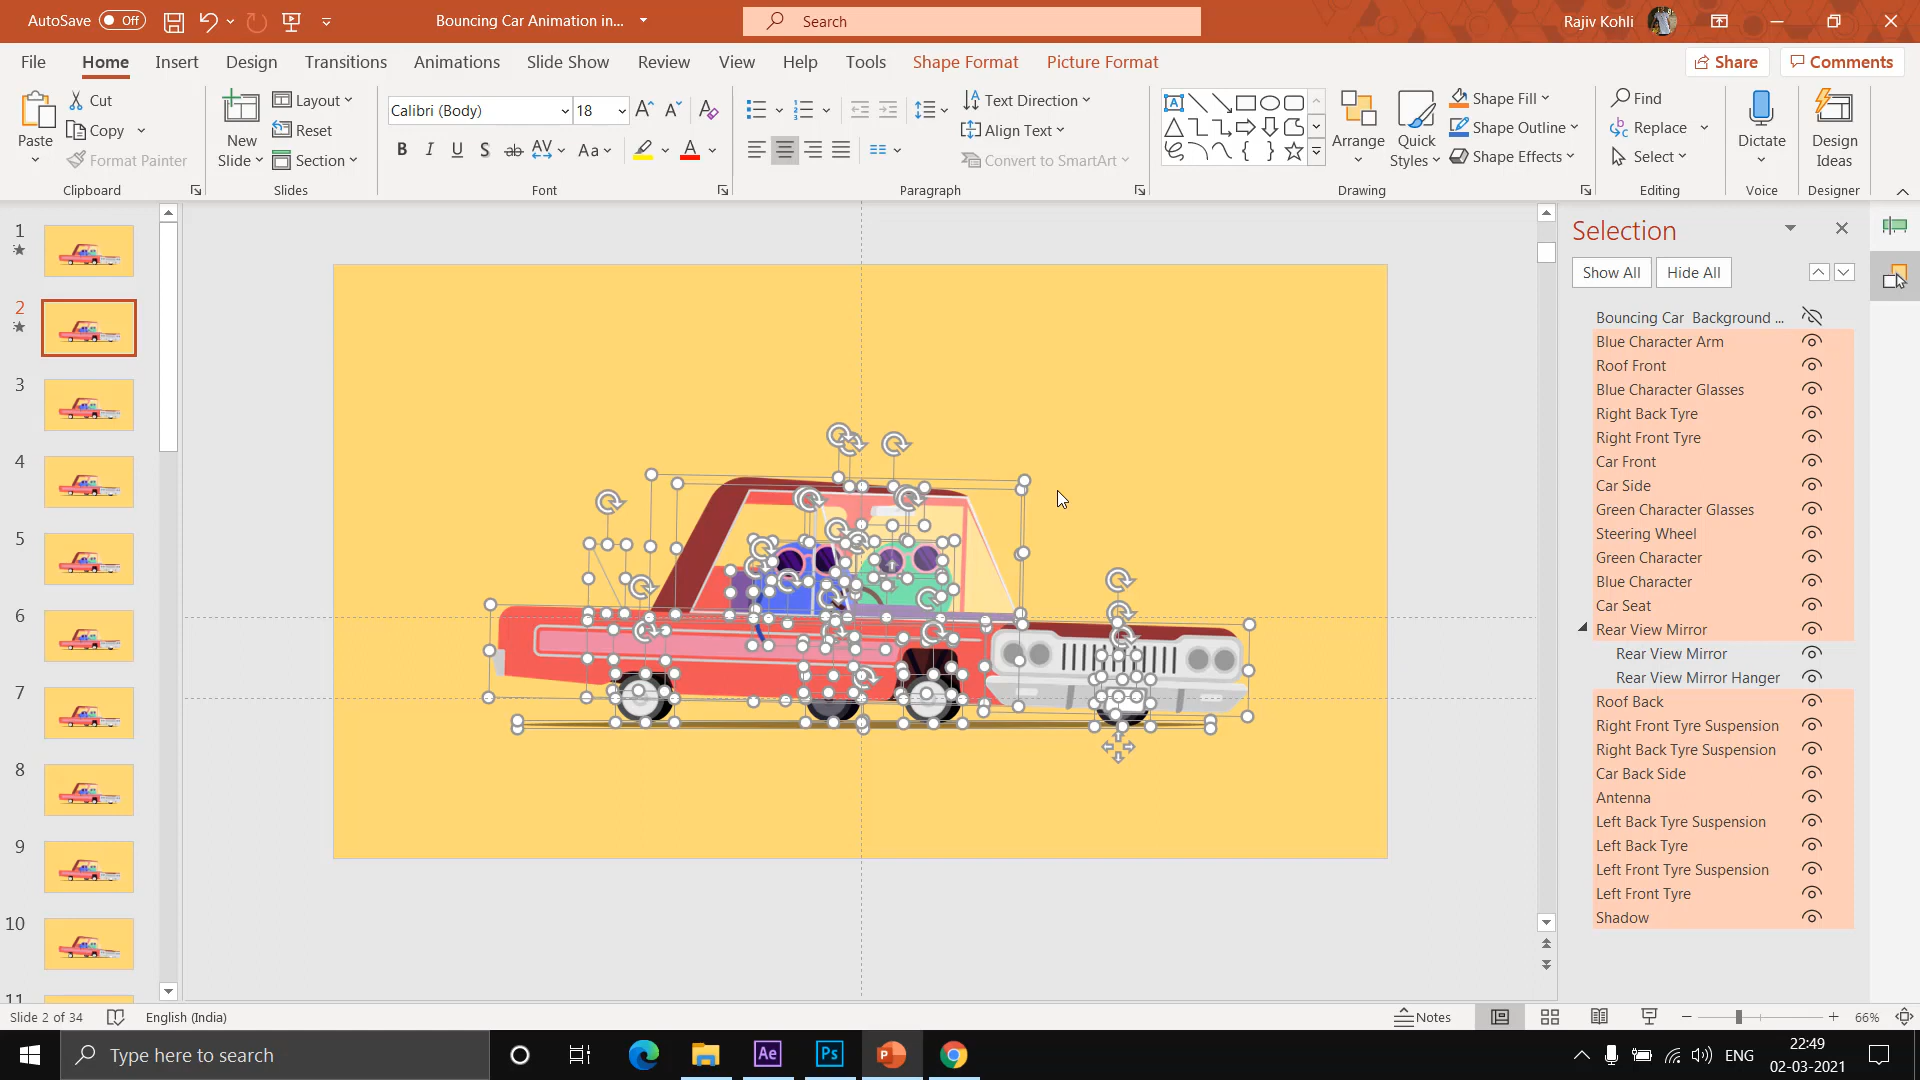 AutoSave Off Bouncing Car Animation in... Search Rajiv Kohli
File Home Insert Design Transitions Animations Slide Show Review View Help Tools Shape Format Picture Format Share Comments
Paste Cut Copy Format Painter Clipboard
New Slide Layout Reset Section Slides
Calibri (Body) 18 A A A
B I U S ab AV Aa A Font
Text Direction Align Text Convert to SmartArt Paragraph
Arrange Quick Styles Shape Fill Shape Outline Shape Effects Drawing
Find Replace Select Editing
Dictate Voice
Design Ideas Designer
1
2
3
4
5
6
7
8
9
10
11
Selection
Show All Hide All
Bouncing Car Background ...
Blue Character Arm
Roof Front
Blue Character Glasses
Right Back Tyre
Right Front Tyre
Car Front
Car Side
Green Character Glasses
Steering Wheel
Green Character
Blue Character
Car Seat
Rear View Mirror
Rear View Mirror
Rear View Mirror Hanger
Roof Back
Right Front Tyre Suspension
Right Back Tyre Suspension
Car Back Side
Antenna
Left Back Tyre Suspension
Left Back Tyre
Left Front Tyre Suspension
Left Front Tyre
Shadow
Slide 2 of 34 English (India) Notes 66%
Type here to search Ae Ps ENG 22:49
02-03-2021